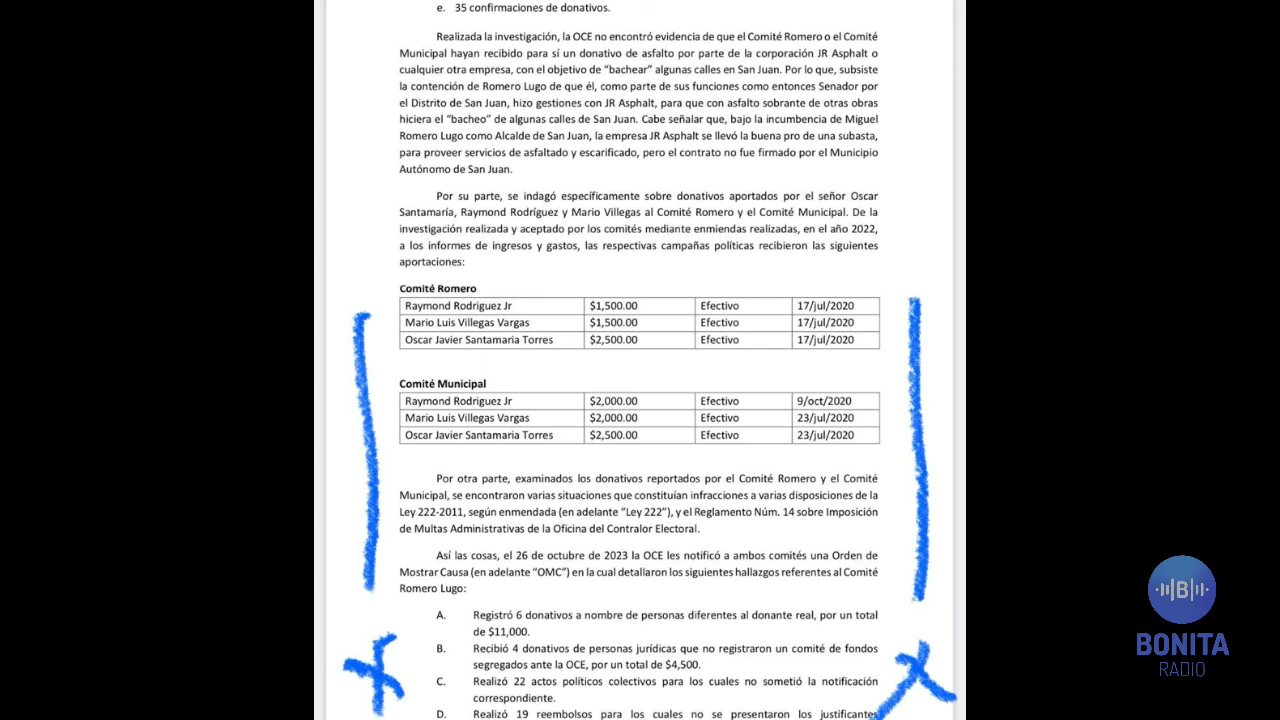 e. 35 confirmaciones de donativos.
Realizada la investigación, la OCE no encontró evidencia de que el Comité Romero o el Comité
Municipal hayan recibido para sí un donativo de asfalto por parte de la corporación JR Asphalt o
cualquier otra empresa, con el objetivo de “bachear” algunas calles en San Juan. Por lo que, subsiste
la contención de Romero Lugo de que él, como parte de sus funciones como entonces Senador por
el Distrito de San Juan, hizo gestiones con JR Asphalt, para que con asfalto sobrante de otras obras
hiciera el “bacheo” de algunas calles de San Juan. Cabe señalar que, bajo la incumbencia de Miguel
Romero Lugo como Alcalde de San Juan, la empresa JR Asphalt se llevó la buena pro de una subasta,
para proveer servicios de asfaltado y escarificado, pero el contrato no fue firmado por el Municipio
Autónomo de San Juan.
Por su parte, se indagó específicamente sobre donativos aportados por el señor Oscar
Santamaría, Raymond Rodríguez y Mario Villegas al Comité Romero y el Comité Municipal. De la
investigación realizada y aceptado por los comités mediante enmiendas realizadas, en el año 2022,
a los informes de ingresos y gastos, las respectivas campañas políticas recibieron las siguientes
aportaciones:
Comité Romero
Raymond Rodriguez Jr $1,500.00 Efectivo 17/jul/2020
Mario Luis Villegas Vargas $1,500.00 Efectivo 17/jul/2020
Oscar Javier Santamaria Torres $2,500.00 Efectivo 17/jul/2020
Comité Municipal
Raymond Rodriguez Jr $2,000.00 Efectivo 9/oct/2020
Mario Luis Villegas Vargas $2,000.00 Efectivo 23/jul/2020
Oscar Javier Santamaria Torres $2,500.00 Efectivo 23/jul/2020
Por otra parte, examinados los donativos reportados por el Comité Romero y el Comité
Municipal, se encontraron varias situaciones que constituían infracciones a varias disposiciones de la
Ley 222-2011, según enmendada (en adelante “Ley 222”), y el Reglamento Núm. 14 sobre Imposición
de Multas Administrativas de la Oficina del Contralor Electoral.
Así las cosas, el 26 de octubre de 2023 la OCE les notificó a ambos comités una Orden de
Mostrar Causa (en adelante “OMC”) en la cual detallaron los siguientes hallazgos referentes al Comité
Romero Lugo:
A. Registró 6 donativos a nombre de personas diferentes al donante real, por un total
de $11,000.
B. Recibió 4 donativos de personas jurídicas que no registraron un comité de fondos
segregados ante la OCE, por un total de $4,500.
C. Realizó 22 actos políticos colectivos para los cuales no sometió la notificación
correspondiente.
D. Realizó 19 reembolsos para los cuales no se presentaron los justificantes
B
BONITA
RADIO